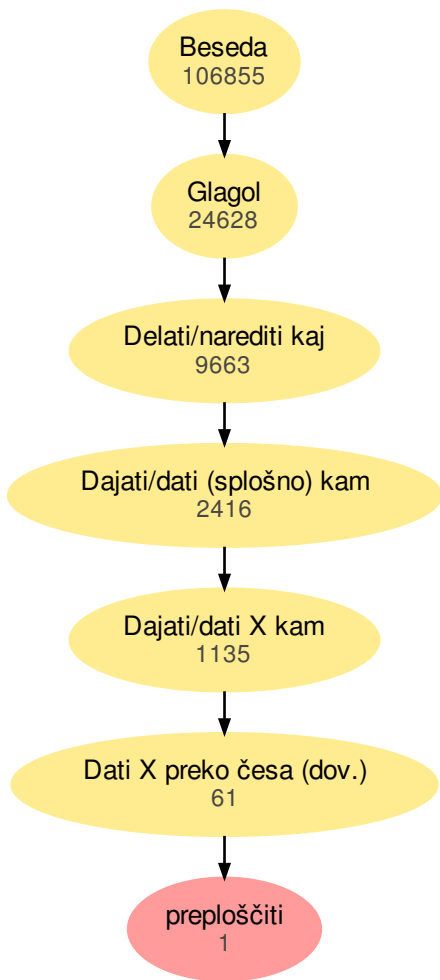 Beseda
106855
Glagol
24628
Delati/narediti kaj
9663
Dajati/dati (splošno) kam
2416
Dajati/dati X kam
1135
Dati X preko česa (dov.)
61
preploščiti
1